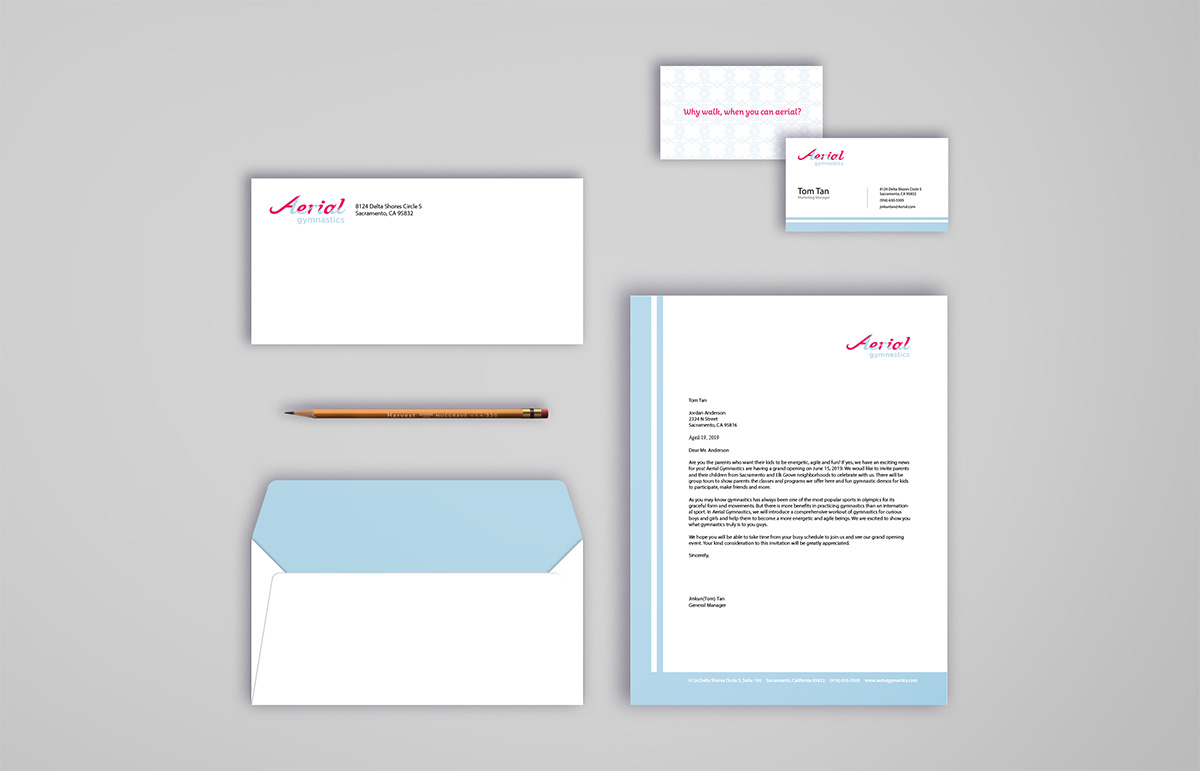 Why walk, when you can aerial?
Aerial
gymnastics
Tom Tan
Marketing Manager
8124 Delta Shores Circle S
Sacramento, CA 95832
(916) 630-5505
jinkuntan@Aerial.com
Aerial
gymnastics
8124 Delta Shores Circle S
Sacramento, CA 95832
Harvest MUSGRAVE U.S.A 320
Aerial
gymnastics
Tom Tan
Jordan Anderson
2324 N Street
Sacramento, CA 95816
April 19, 2019
Dear Mr. Anderson
Are you the parents who want their kids to be energetic, agile and fun? If yes, we have an exciting news
for you! Aerial Gymnastics are having a grand opening on June 15, 2019. We woud like to invite parents
and their children from Sacramento and Elk Grove neighborhoods to celebrate with us. There will be
group tours to show parents the classes and programs we offer here and fun gymnastic demos for kids
to participate, make friends and more.
As you may know gymnastics has always been one of the most popular sports in olympics for its
graceful form and movements. But there is more benefits in practicing gymnastics than an internation-
al sport. In Aerial Gymnastics, we will introduce a comprehensive workout of gymnastics for curious
boys and girls and help them to become a more energetic and agile beings. We are excited to show you
what gymnastics truly is to you guys.
We hope you will be able to take time from your busy schedule to join us and see our grand opening
event. Your kind consideration to this invitation will be greatly appreciated.
Sincerely,
Jinkun(Tom) Tan
General Manager
8124 Delta Shores Circle S, Suite 150 Sacramento, California 95832 (916) www.aerialgymastics.com